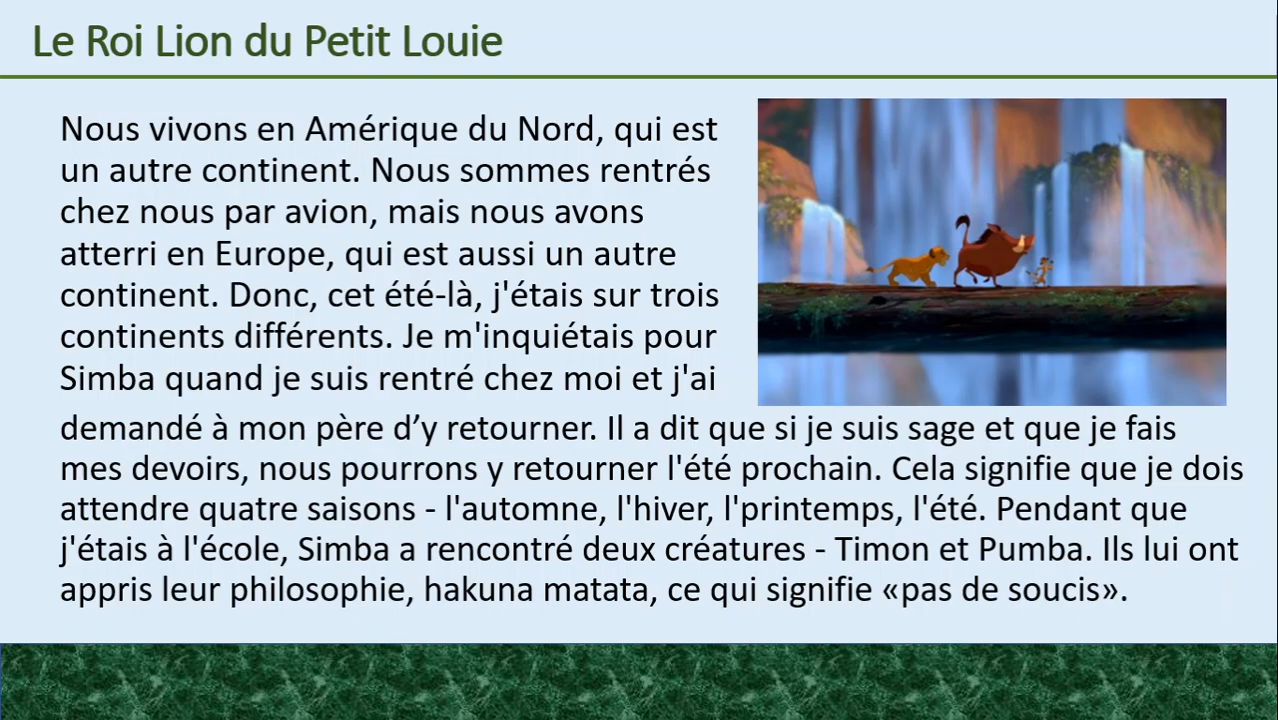 Le Roi Lion du Petit Louie
Nous vivons en Amérique du Nord, qui est
un autre continent. Nous sommes rentrés
chez nous par avion, mais nous avons
atterri en Europe, qui est aussi un autre
continent. Donc, cet été-là, j'étais sur trois
continents différents. Je m'inquiétais pour
Simba quand je suis rentré chez moi et j'ai
demandé à mon père d’y retourner. Il a dit que si je suis sage et que je fais
mes devoirs, nous pourrons y retourner l'été prochain. Cela signifie que je dois
attendre quatre saisons - l'automne, l'hiver, l'printemps, l'été. Pendant que
j'étais à l'école, Simba a rencontré deux créatures - Timon et Pumba. Ils lui ont
appris leur philosophie, hakuna matata, ce qui signifie «pas de soucis».